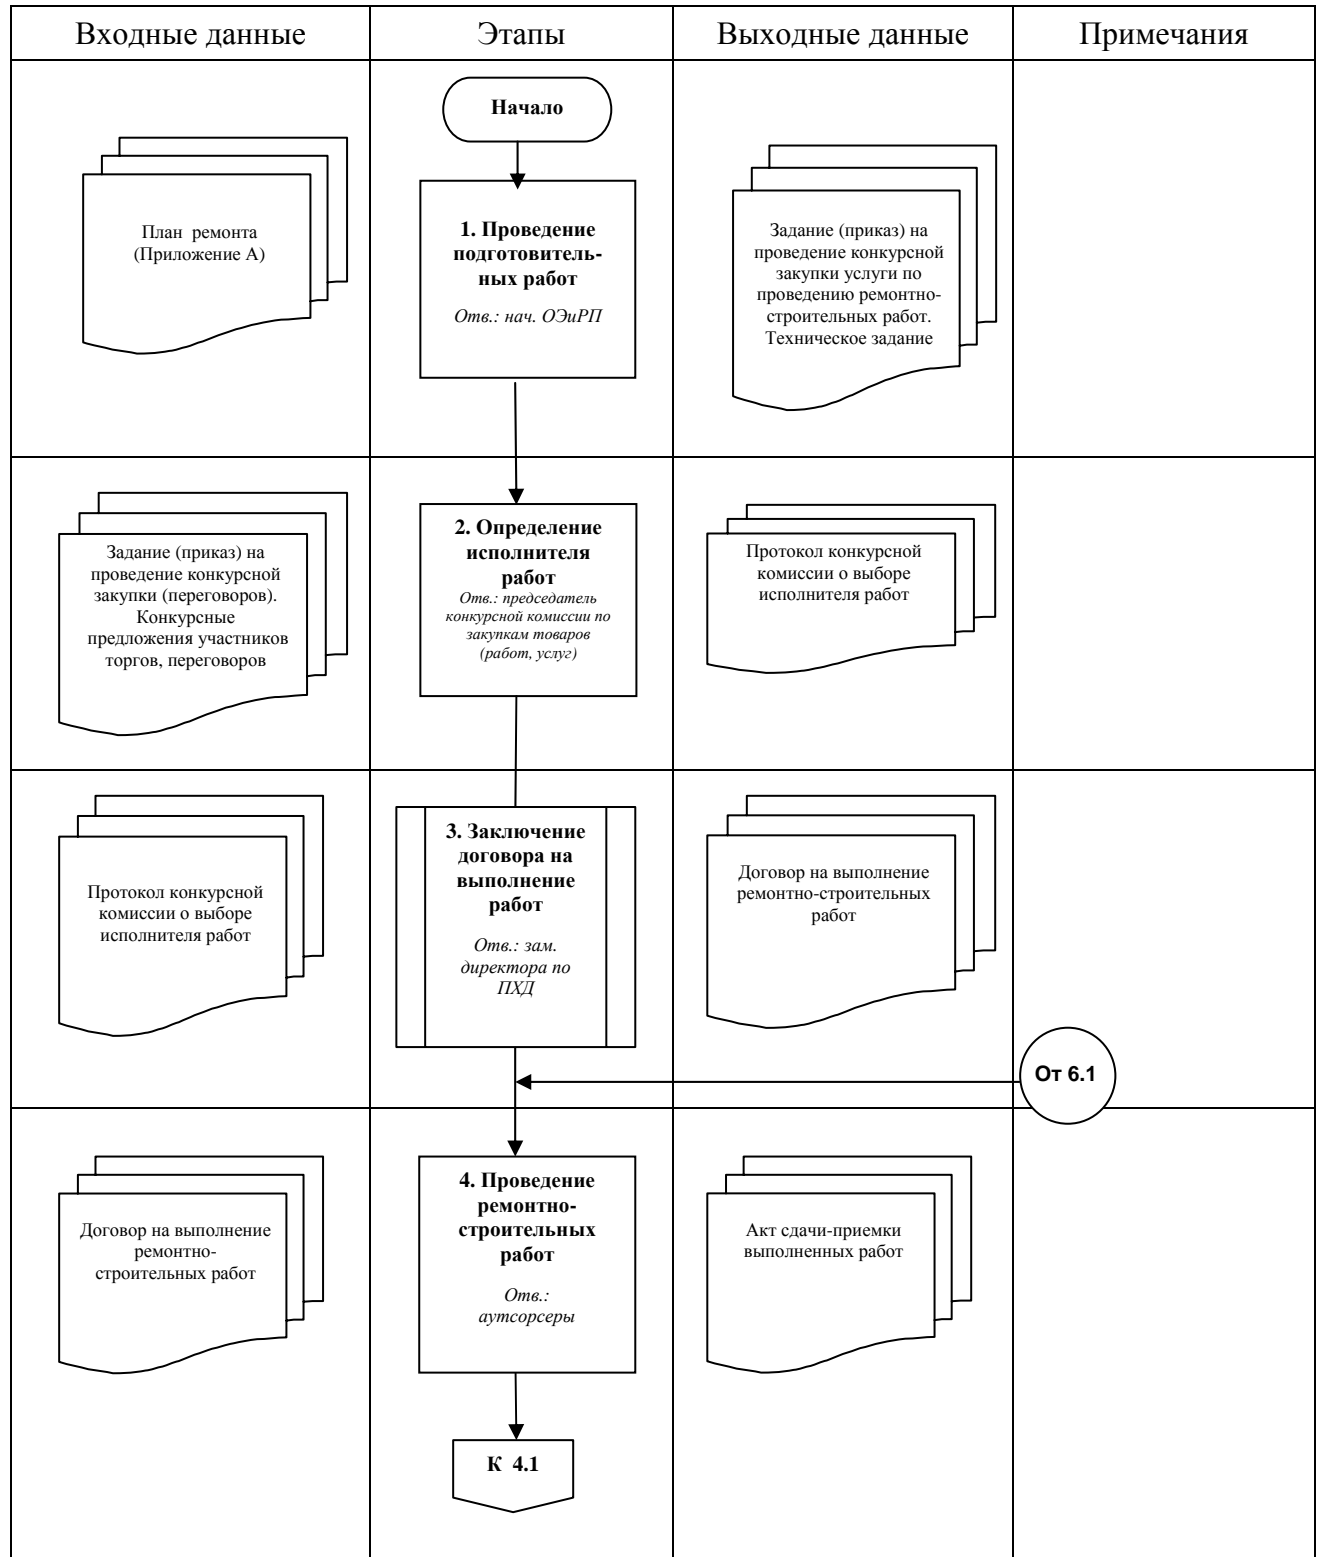 Входные данные
Этапы
Выходные данные
Примечания
Начало
План ремонта
(Приложение А)
1. Проведение
подготовитель-
ных работ
Отв.: нач. ОЭиРП
Задание (приказ) на
проведение конкурсной
закупки услуги по
проведению ремонтно-
строительных работ.
Техническое задание
Задание (приказ) на
проведение конкурсной
закупки (переговоров).
Конкурсные
предложения участников
торгов, переговоров
2. Определение
исполнителя
работ
Отв.: председатель
конкурсной комиссии по
закупкам товаров
(работ, услуг)
Протокол конкурсной
комиссии о выборе
исполнителя работ
Протокол конкурсной
комиссии о выборе
исполнителя работ
3. Заключение
договора на
выполнение
работ
Отв.: зам.
директора по
ПХД
Договор на выполнение
ремонтно-строительных
работ
От 6.1
Договор на выполнение
ремонтно-
строительных работ
4. Проведение
ремонтно-
строительных
работ
Отв.:
аутсорсеры
Акт сдачи-приемки
выполненных работ
К 4.1